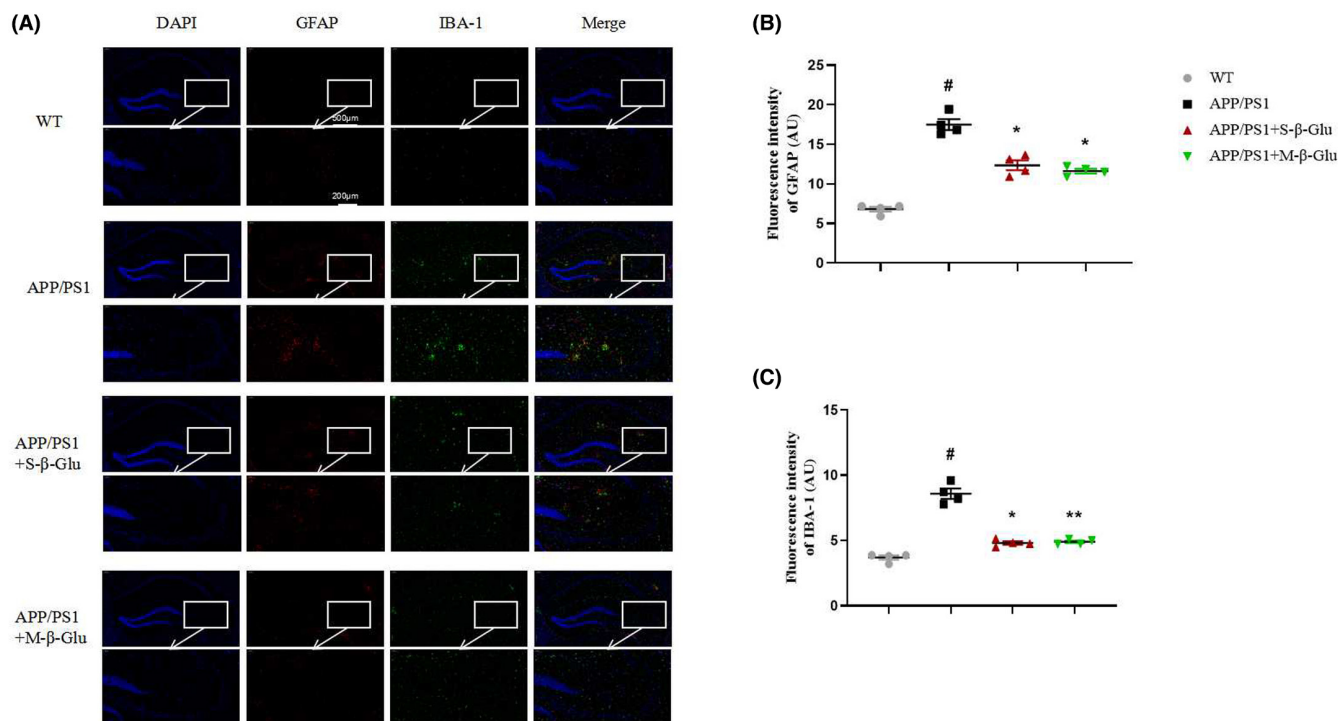 (A)
DAPI GFAP IBA-1 Merge
WT
500μm
200μm
APP/PS1
APP/PS1
+S-β-Glu
APP/PS1
+M-β-Glu
(B)
Fluorescence intensity
of GFAP (AU)
25
20
15
10
5
0
#
*
*
WT
APP/PS1
APP/PS1+S-β-Glu
APP/PS1+M-β-Glu
(C)
Fluorescence intensity
of IBA-1 (AU)
15
10
5
0
#
*
**